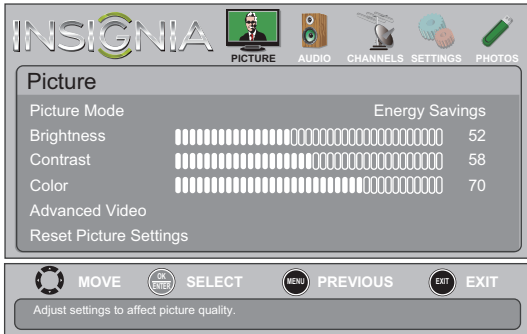 INSIGNIA
PICTURE AUDIO CHANNELS SETTINGS PHOTOS
Picture
Picture Mode Energy Savings
Brightness 52
Contrast 58
Color 70
Advanced Video
Reset Picture Settings
MOVE OK ENTER SELECT MENU PREVIOUS EXIT EXIT
Adjust settings to affect picture quality.